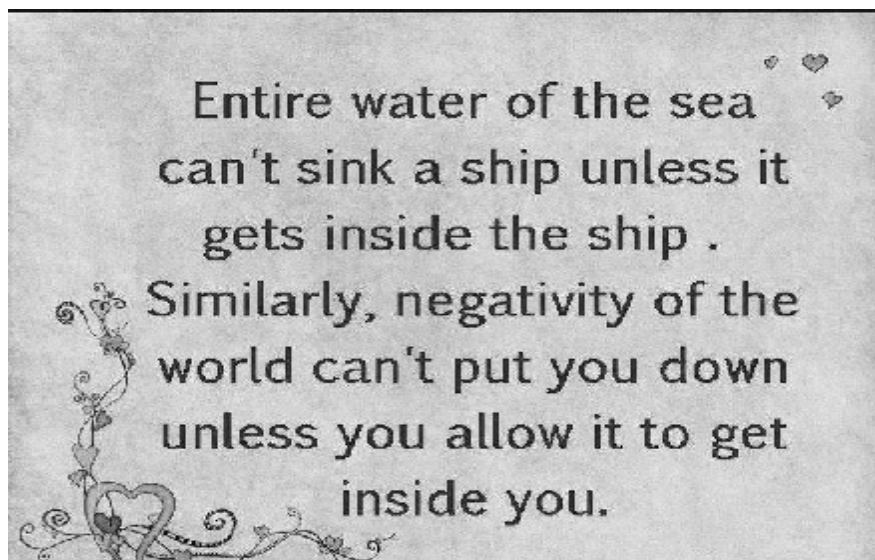 Entire water of the sea
can't sink a ship unless it
gets inside the ship .
Similarly, negativity of the
world can't put you down
unless you allow it to get
inside you.